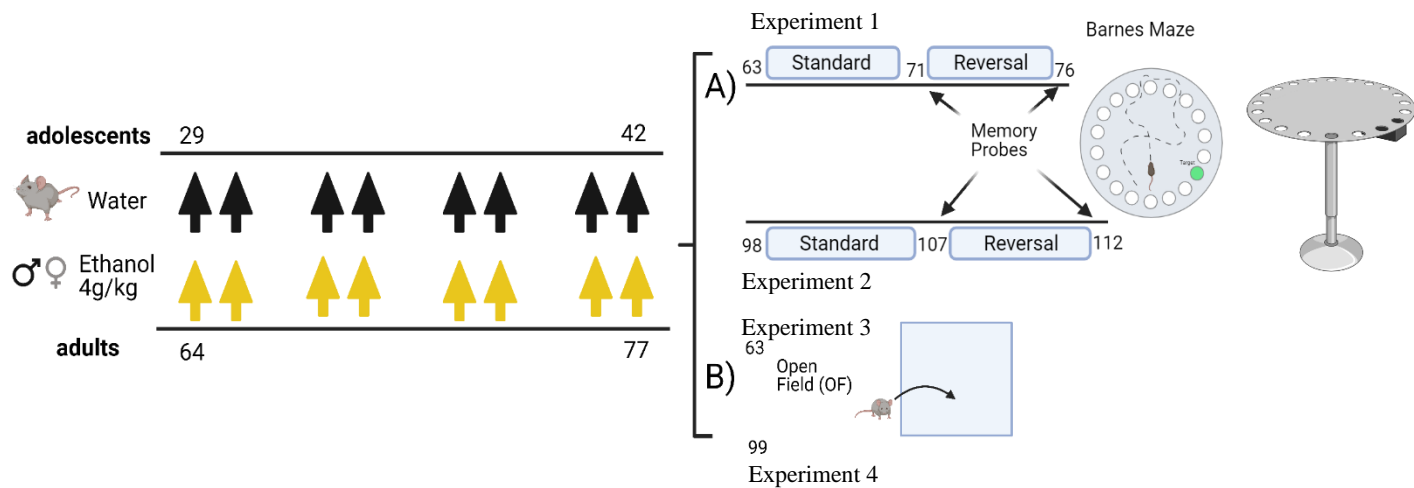 adolescents
29
42
Water
Ethanol
4g/kg
adults
64
77
A)
Experiment 1
63
Standard
71
Reversal
76
Memory
Probes
98
Standard
107
Reversal
112
Experiment 2
Barnes Maze
Target
B)
Experiment 3
63
Open
Field (OF)
99
Experiment 4